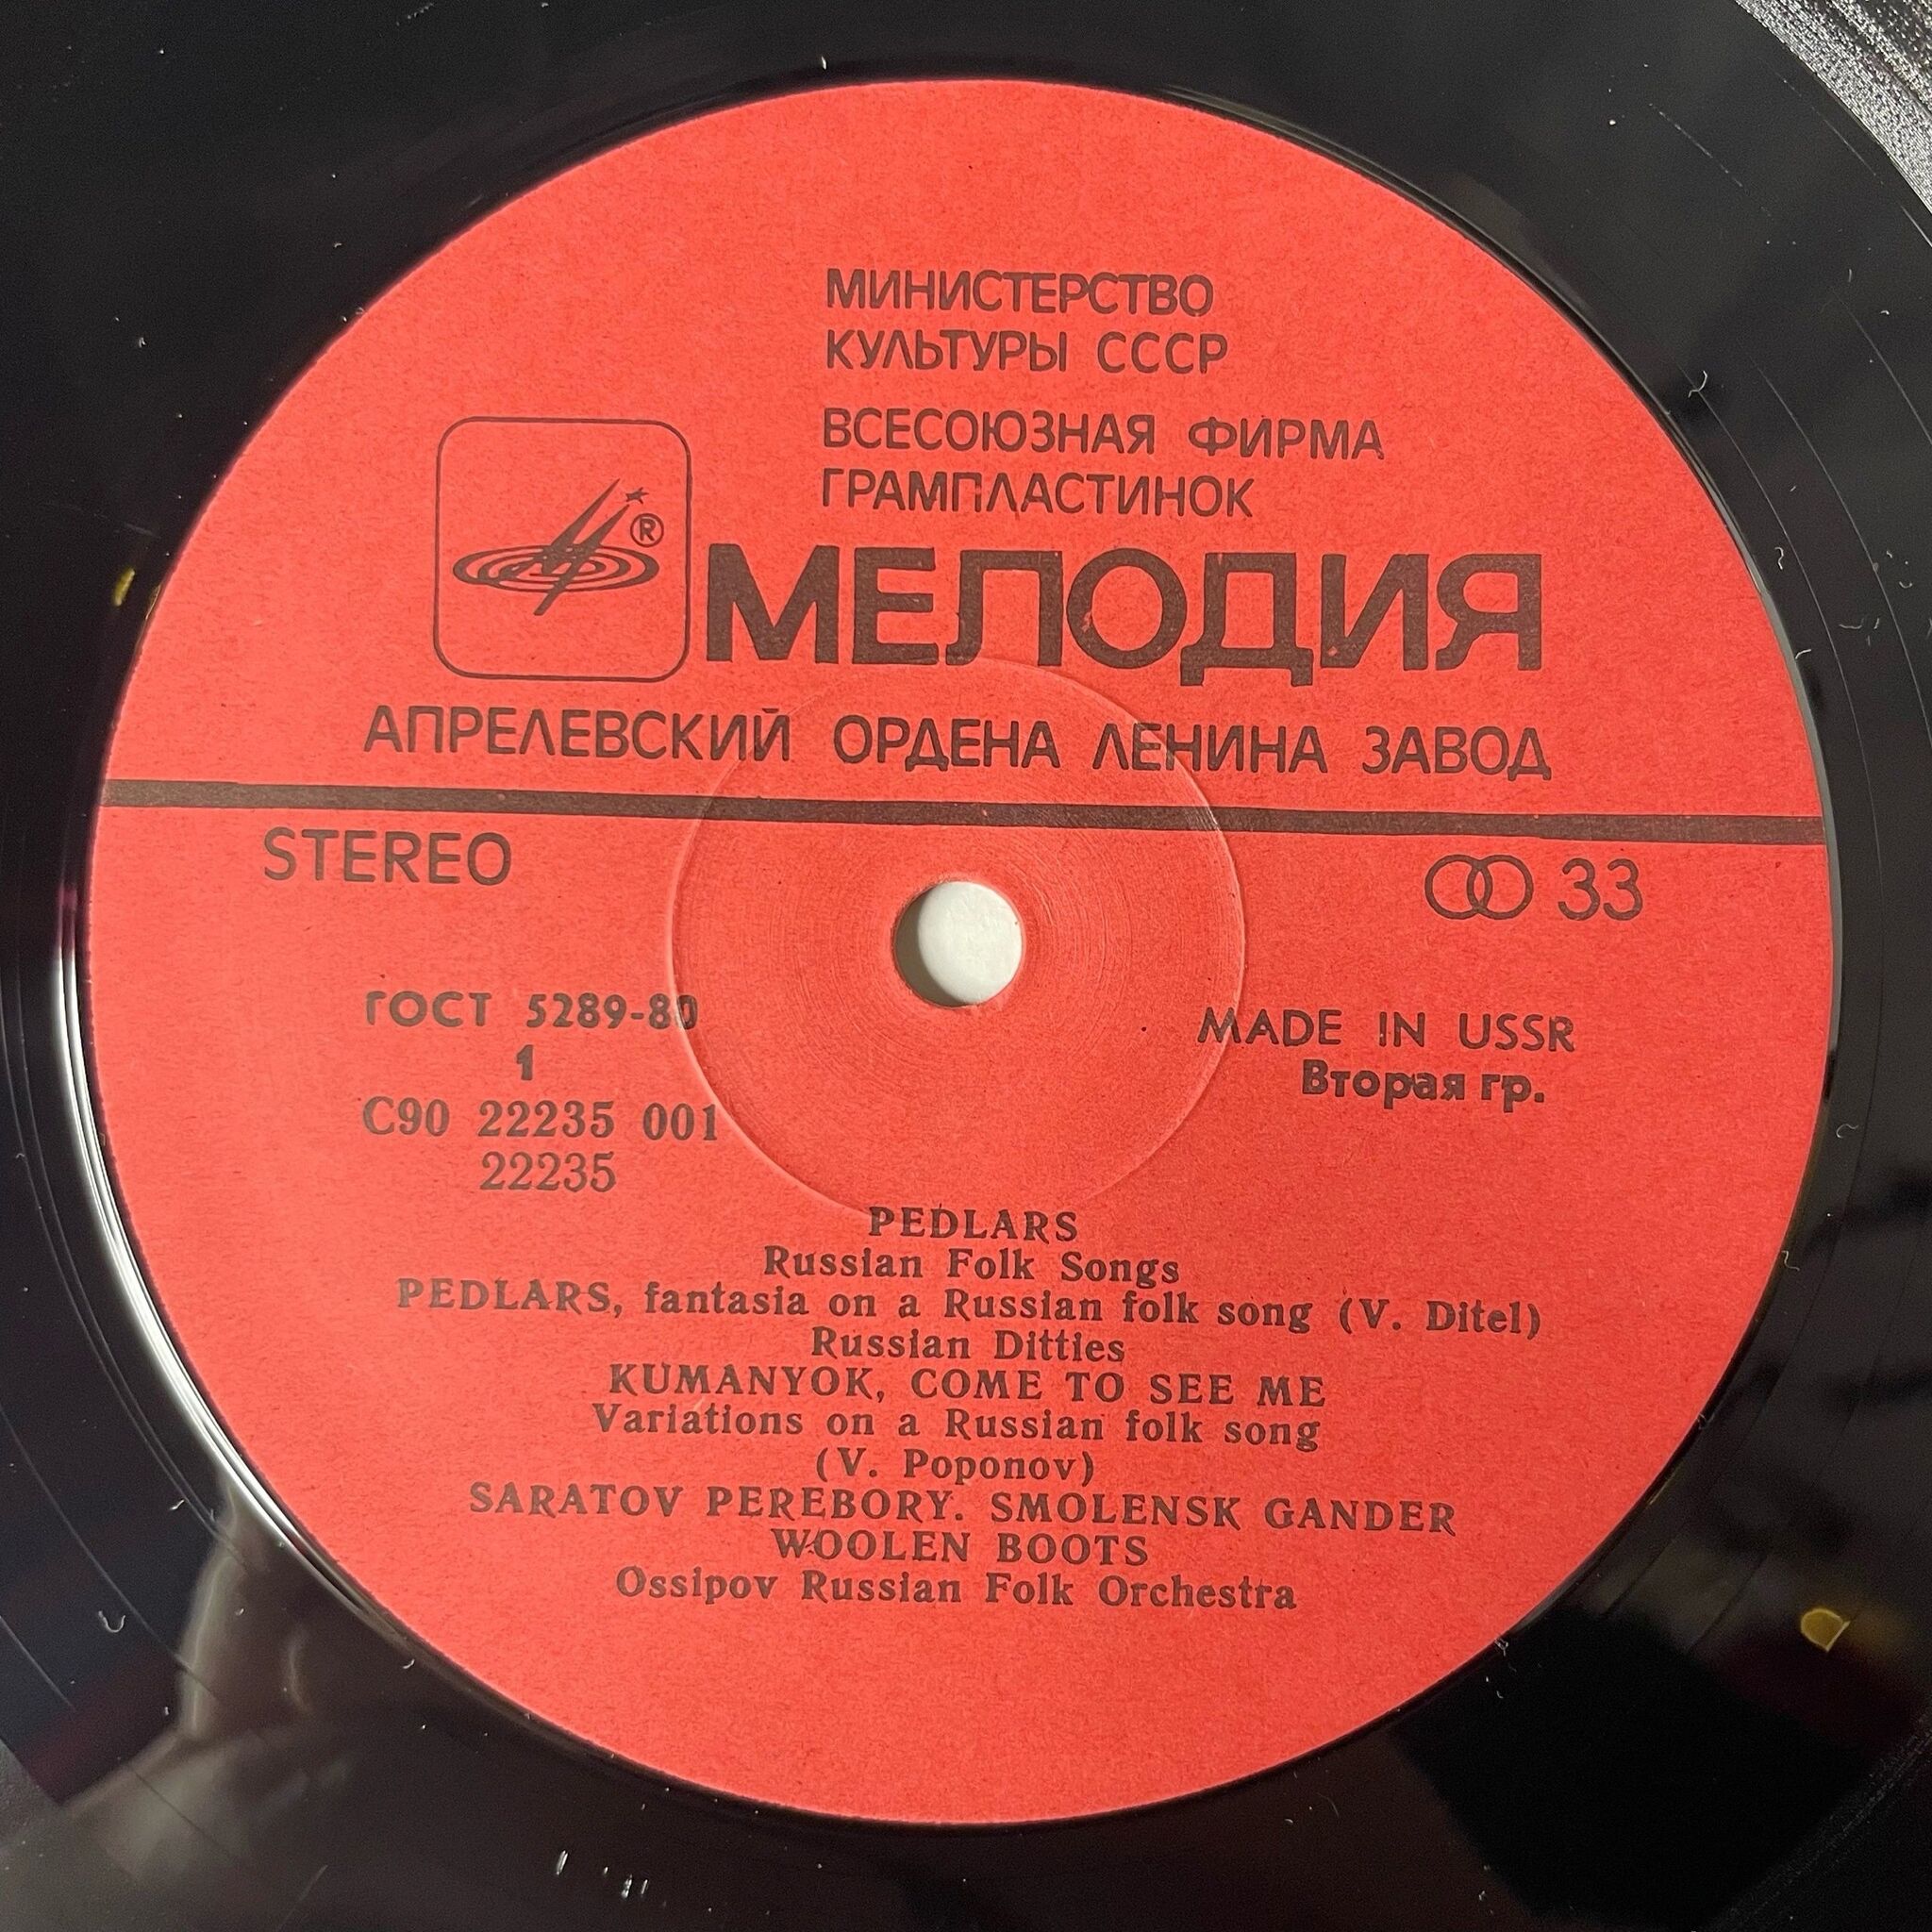 МИНИСТЕРСТВО
КУЛЬТУРЫ СССР
ВСЕСОЮЗНАЯ ФИРМА
ГРАМПЛАСТИНОК
®
МЕЛОДИЯ
АПРЕЛЕВСКИЙ ОРДЕНА ЛЕНИНА ЗАВОД
STEREO
33
ГОСТ 5289-80
MADE IN USSR
1
Вторая гр.
С90 22235 001
22235
PEDLARS
Russian Folk Songs
PEDLARS, fantasia on a Russian folk song (V. Ditel)
Russian Ditties
KUMANYOK, COME TO SEE ME
Variations on a Russian folk song
(V. Poponov)
SARATOV PEREBORY. SMOLENSK GANDER
WOOLEN BOOTS
Ossipov Russian Folk Orchestra